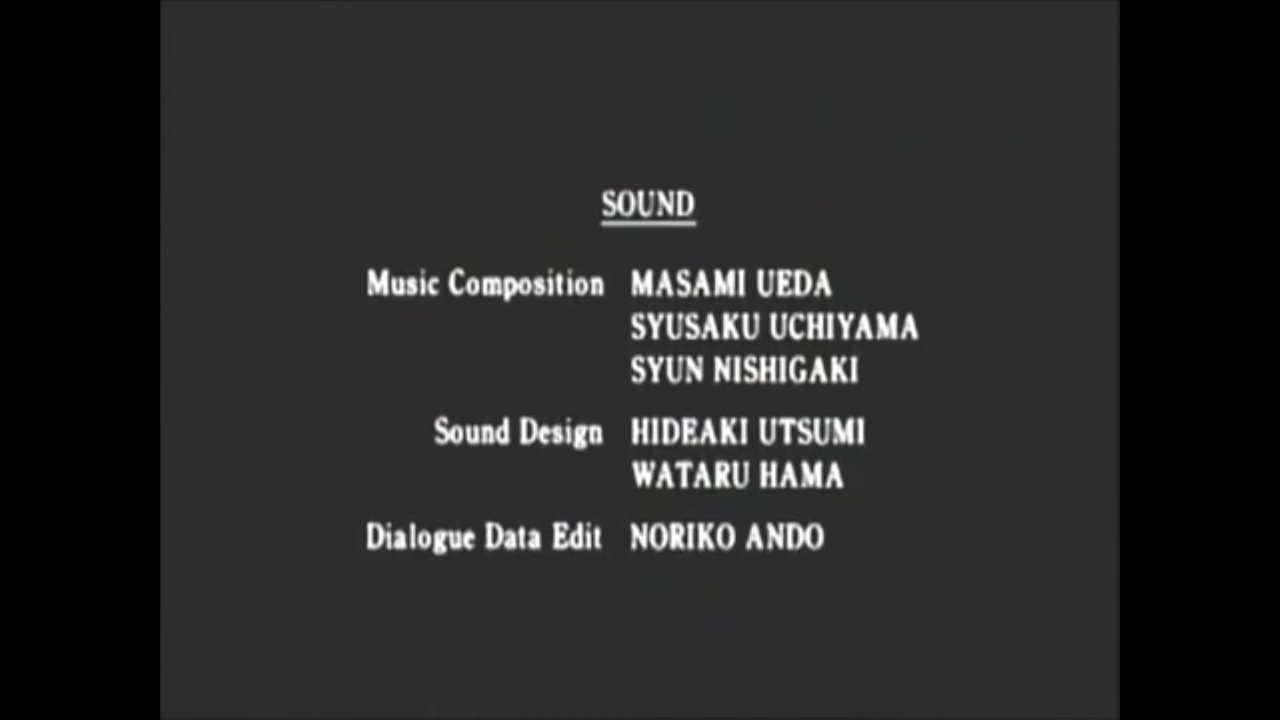 SOUND
Music Composition MASAMI UEDA
SYUSAKU UCHIYAMA
SYUN NISHIGAKI
Sound Design HIDEAKI UTSUMI
WATARU HAMA
Dialogue Data Edit NORIKO ANDO